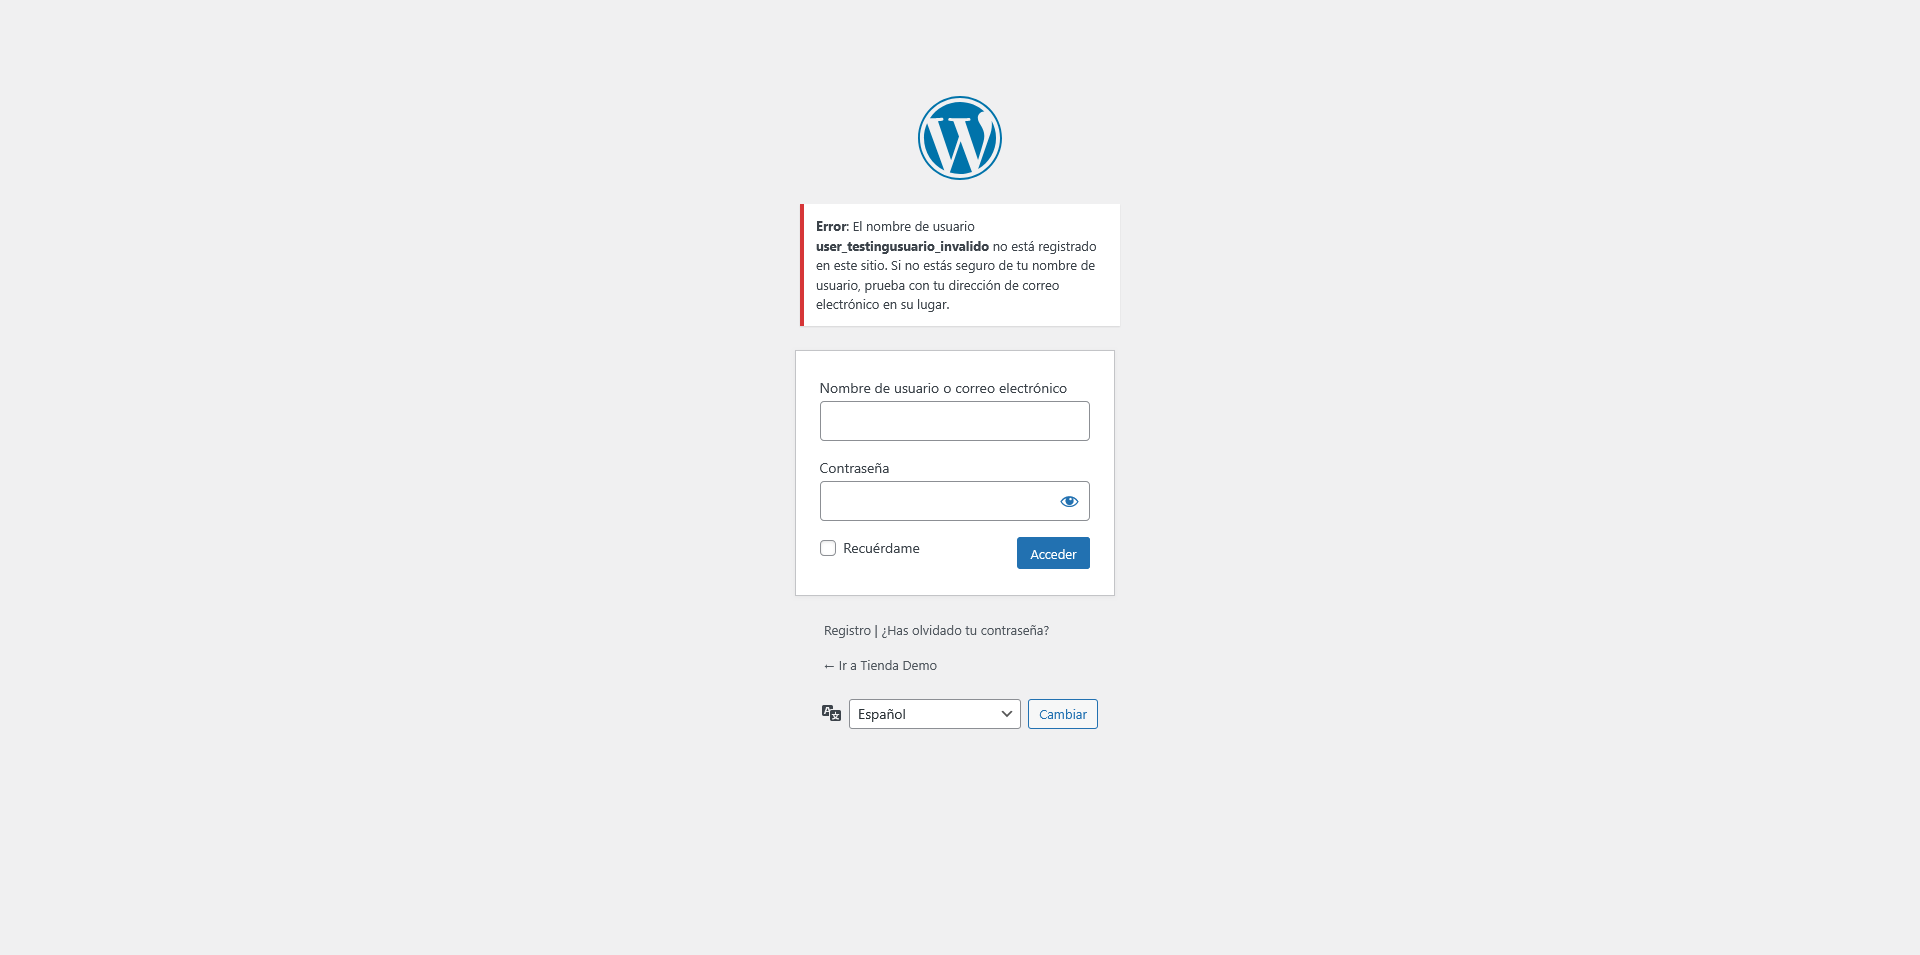 Error: El nombre de usuario
user_testingusuario_invalido no está registrado
en este sitio. Si no estás seguro de tu nombre de
usuario, prueba con tu dirección de correo
electrónico en su lugar.
Nombre de usuario o correo electrónico
Contraseña
Recuérdame
Acceder
Registro | ¿Has olvidado tu contraseña?
← Ir a Tienda Demo
Español
Cambiar